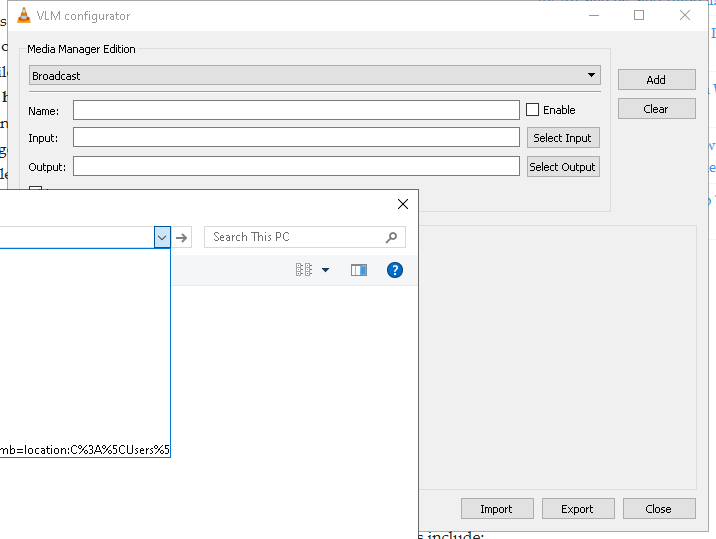 VLM configurator
Media Manager Edition
Broadcast
Add
Name:
Enable
Clear
Input:
Select Input
Output:
Select Output
Search This PC
?
mb=location:C%3A%5CUsers%5
Import
Export
Close
include: